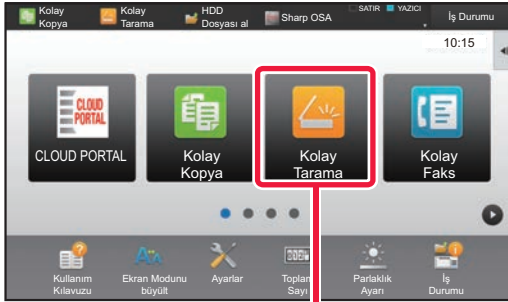 Kolay
Kopya
Kolay
Tarama
HDD
Dosyası al
Sharp OSA
SATIR
YAZICI
İş Durumu
10:15
CLOUD
PORTAL
CLOUD PORTAL
Kolay
Kopya
Kolay
Tarama
Kolay
Faks
Kullanım
Kılavuzu
Ekran Modunu
büyült
Ayarlar
Toplam
Sayı
Parlaklık
Ayarı
İş
Durumu